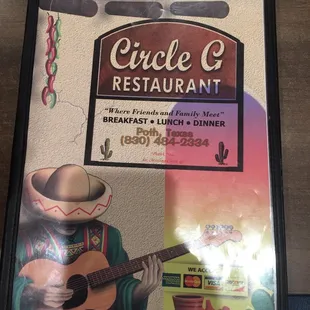 Circle G
RESTAURANT
"Where Friends and Family Meet"
BREAKFAST • LUNCH • DINNER
Poth, Texas
(830) 484-2334
WE ACCEPT